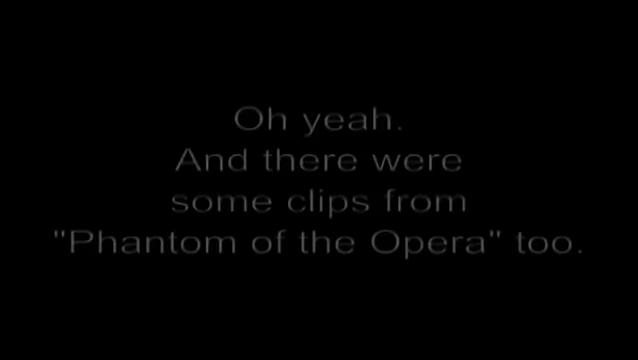 Oh yeah.
And there were
some clips from
"Phantom of the Opera" too.